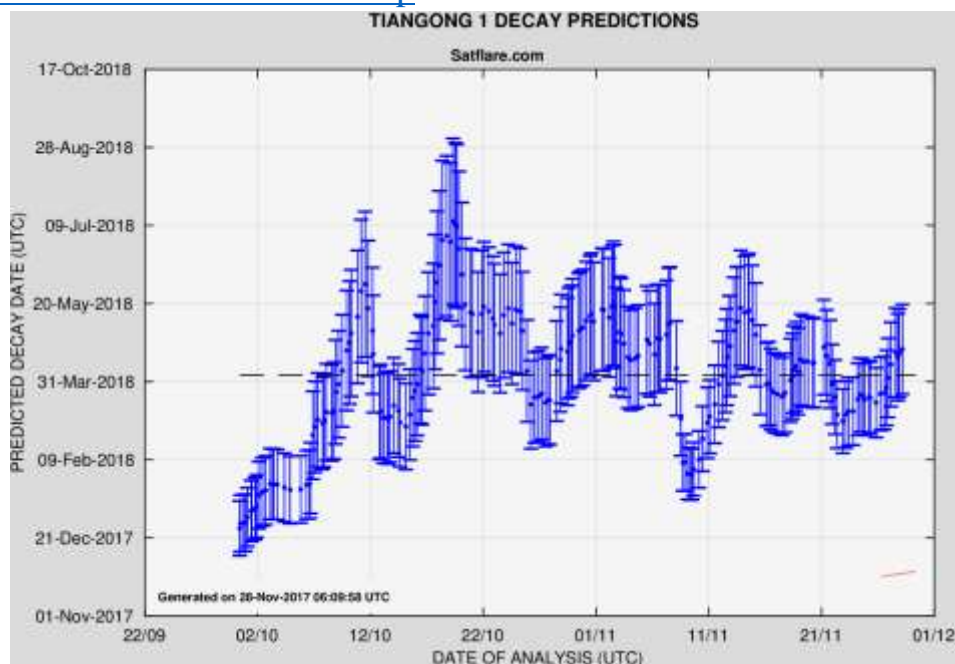 TIANGONG 1 DECAY PREDICTIONS
Satflare.com
17-Oct-2018
28-Aug-2018
09-Jul-2018
20-May-2018
31-Mar-2018
09-Feb-2018
21-Dec-2017
01-Nov-2017
PREDICTED DECAY DATE (UTC)
Generated on 28-Nov-2017 06:09:58 UTC
22/09
02/10
12/10
22/10
01/11
11/11
21/11
01/12
DATE OF ANALYSIS (UTC)